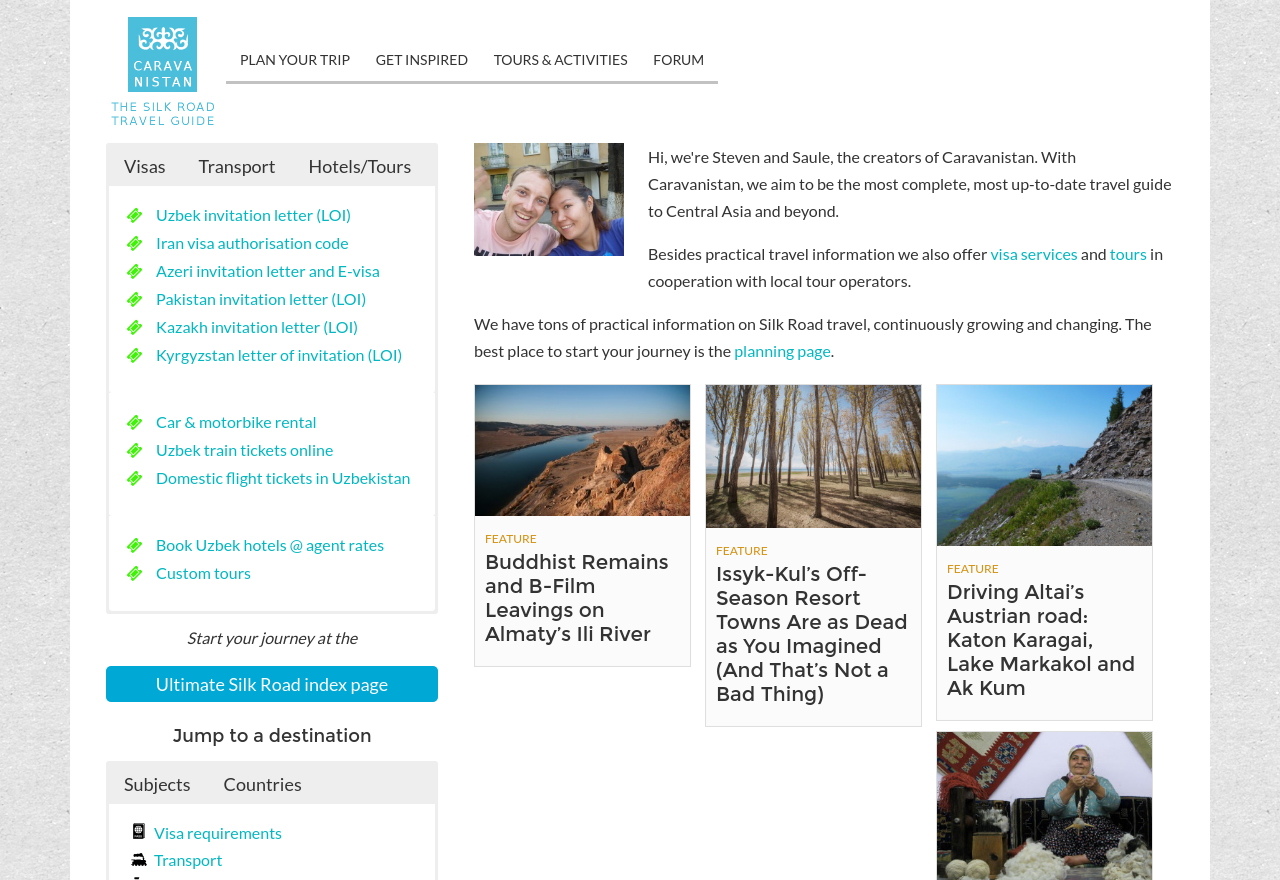 CARAVA
NISTAN
THE SILK ROAD
TRAVEL GUIDE
PLAN YOUR TRIP
GET INSPIRED
TOURS & ACTIVITIES
FORUM
Visas
Transport
Hotels/Tours
Uzbek invitation letter (LOI)
Iran visa authorisation code
Azeri invitation letter and E-visa
Pakistan invitation letter (LOI)
Kazakh invitation letter (LOI)
Kyrgyzstan letter of invitation (LOI)
Car & motorbike rental
Uzbek train tickets online
Domestic flight tickets in Uzbekistan
Book Uzbek hotels @ agent rates
Custom tours
Start your journey at the
Ultimate Silk Road index page
Jump to a destination
Subjects
Countries
Visa requirements
Transport
Hi, we're Steven and Saule, the creators of Caravanistan. With
Caravanistan, we aim to be the most complete, most up-to-date travel guide
to Central Asia and beyond.
Besides practical travel information we also offer visa services and tours in
cooperation with local tour operators.
We have tons of practical information on Silk Road travel, continuously growing and changing. The
best place to start your journey is the planning page.
FEATURE
Buddhist Remains
and B-Film
Leavings on
Almaty’s Ili River
FEATURE
Issyk-Kul’s Off-
Season Resort
Towns Are as Dead
as You Imagined
(And That’s Not a
Bad Thing)
FEATURE
Driving Altai’s
Austrian road:
Katon Karagai,
Lake Markakol and
Ak Kum